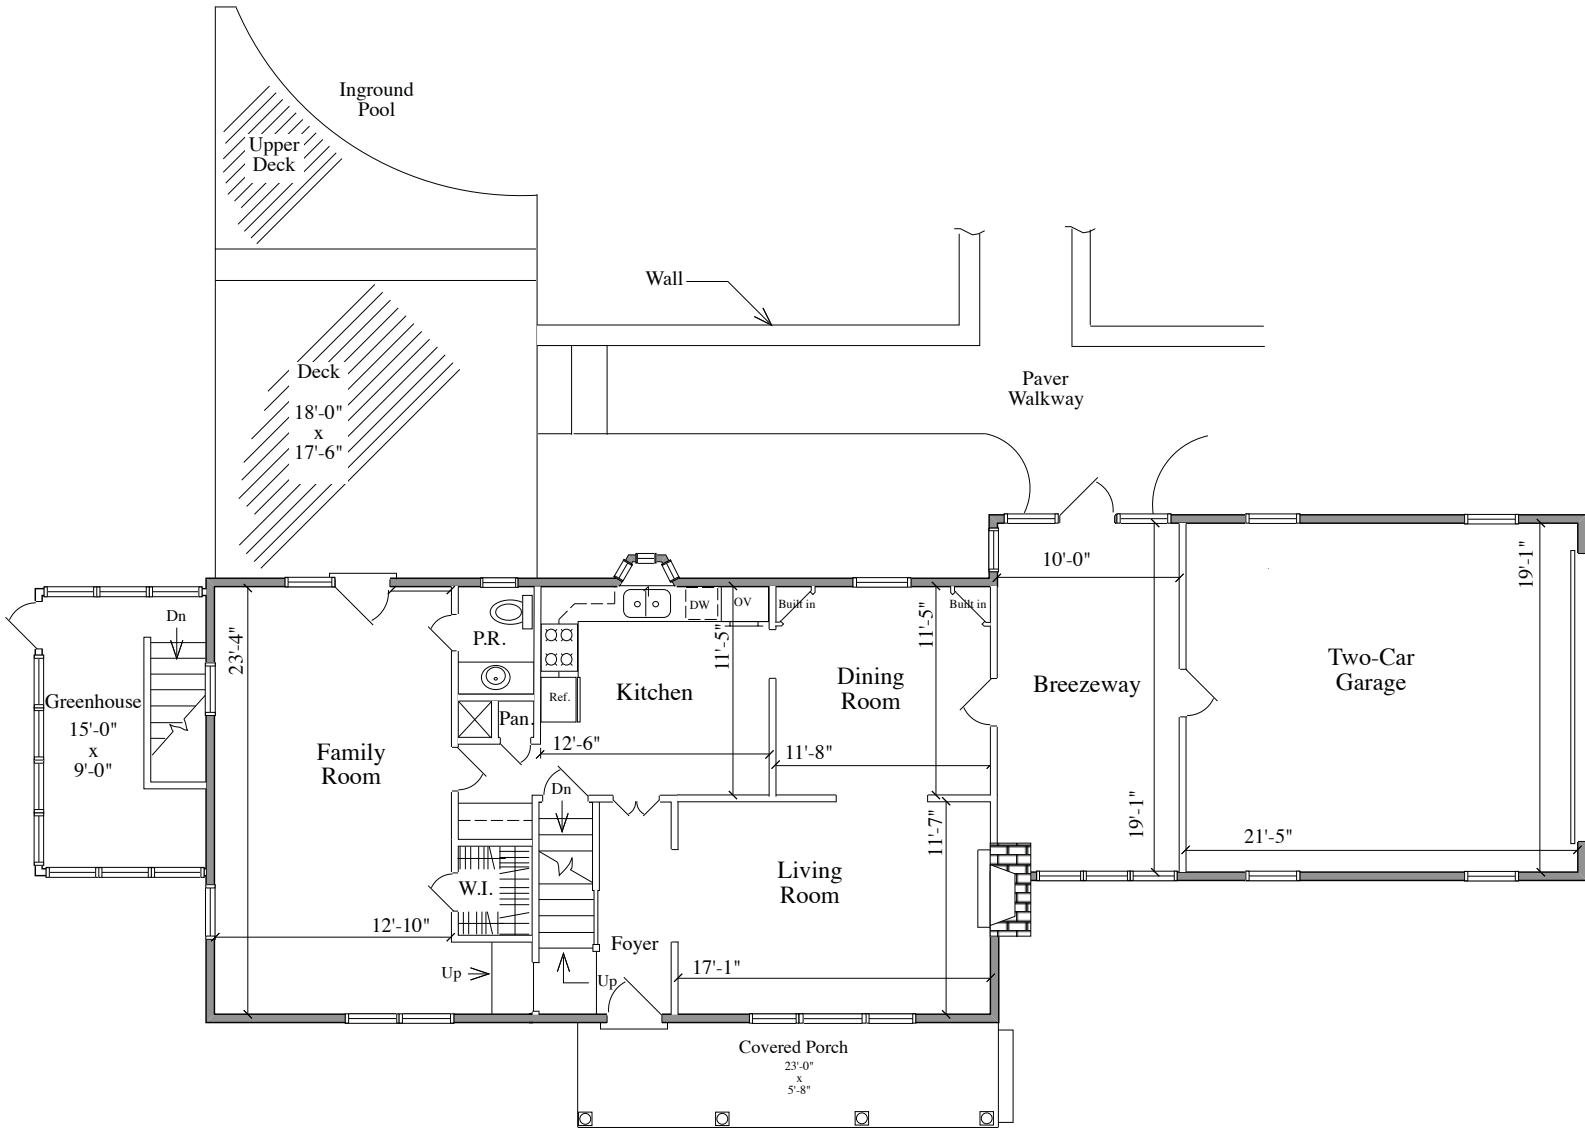 Inground
Pool
Upper
Deck
Wall
Deck
18'-0"
x
17'-6"
Paver
Walkway
10'-0"
19'-1"
Dn
23'-4"
P.R.
DW
OV
Built in
Built in
11'-5"
11'-5"
Greenhouse
15'-0"
x
9'-0"
Ref.
Kitchen
Pan.
Dining
Room
Breezeway
Two-Car
Garage
Family
Room
12'-6"
11'-8"
Dn
11'-7"
19'-1"
21'-5"
W.I.
Living
Room
12'-10"
Foyer
Up
Up
17'-1"
Covered Porch
23'-0"
x
5'-8"